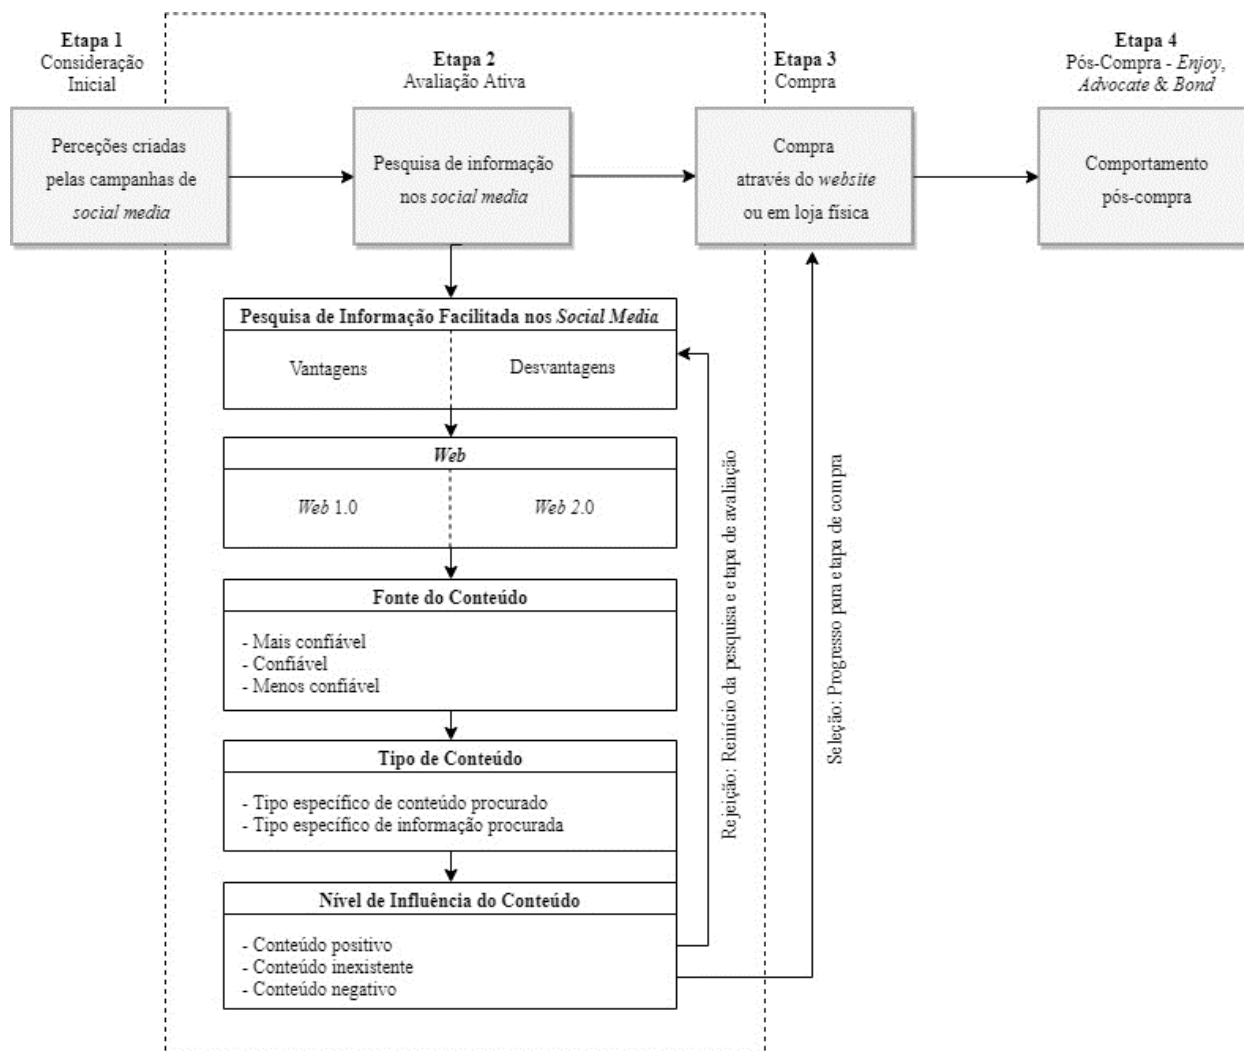 Etapa 1
Consideração
Inicial
Etapa 2
Avaliação Ativa
Etapa 3
Compra
Etapa 4
Pós-Compra - Enjoy,
Advocate & Bond
Perceções criadas
pelas campanhas de
social media
Pesquisa de informação
nos social media
Compra
através do website
ou em loja física
Comportamento
pós-compra
Pesquisa de Informação Facilitada nos Social Media
Vantagens
Desvantagens
Web
Web 1.0
Web 2.0
Fonte do Conteúdo
- Mais confiável
- Confiável
- Menos confiável
Tipo de Conteúdo
- Tipo específico de conteúdo procurado
- Tipo específico de informação procurada
Nível de Influência do Conteúdo
- Conteúdo positivo
- Conteúdo inexistente
- Conteúdo negativo
Rejeição: Reinício da pesquisa e etapa de avaliação
Seleção: Progresso para etapa de compra